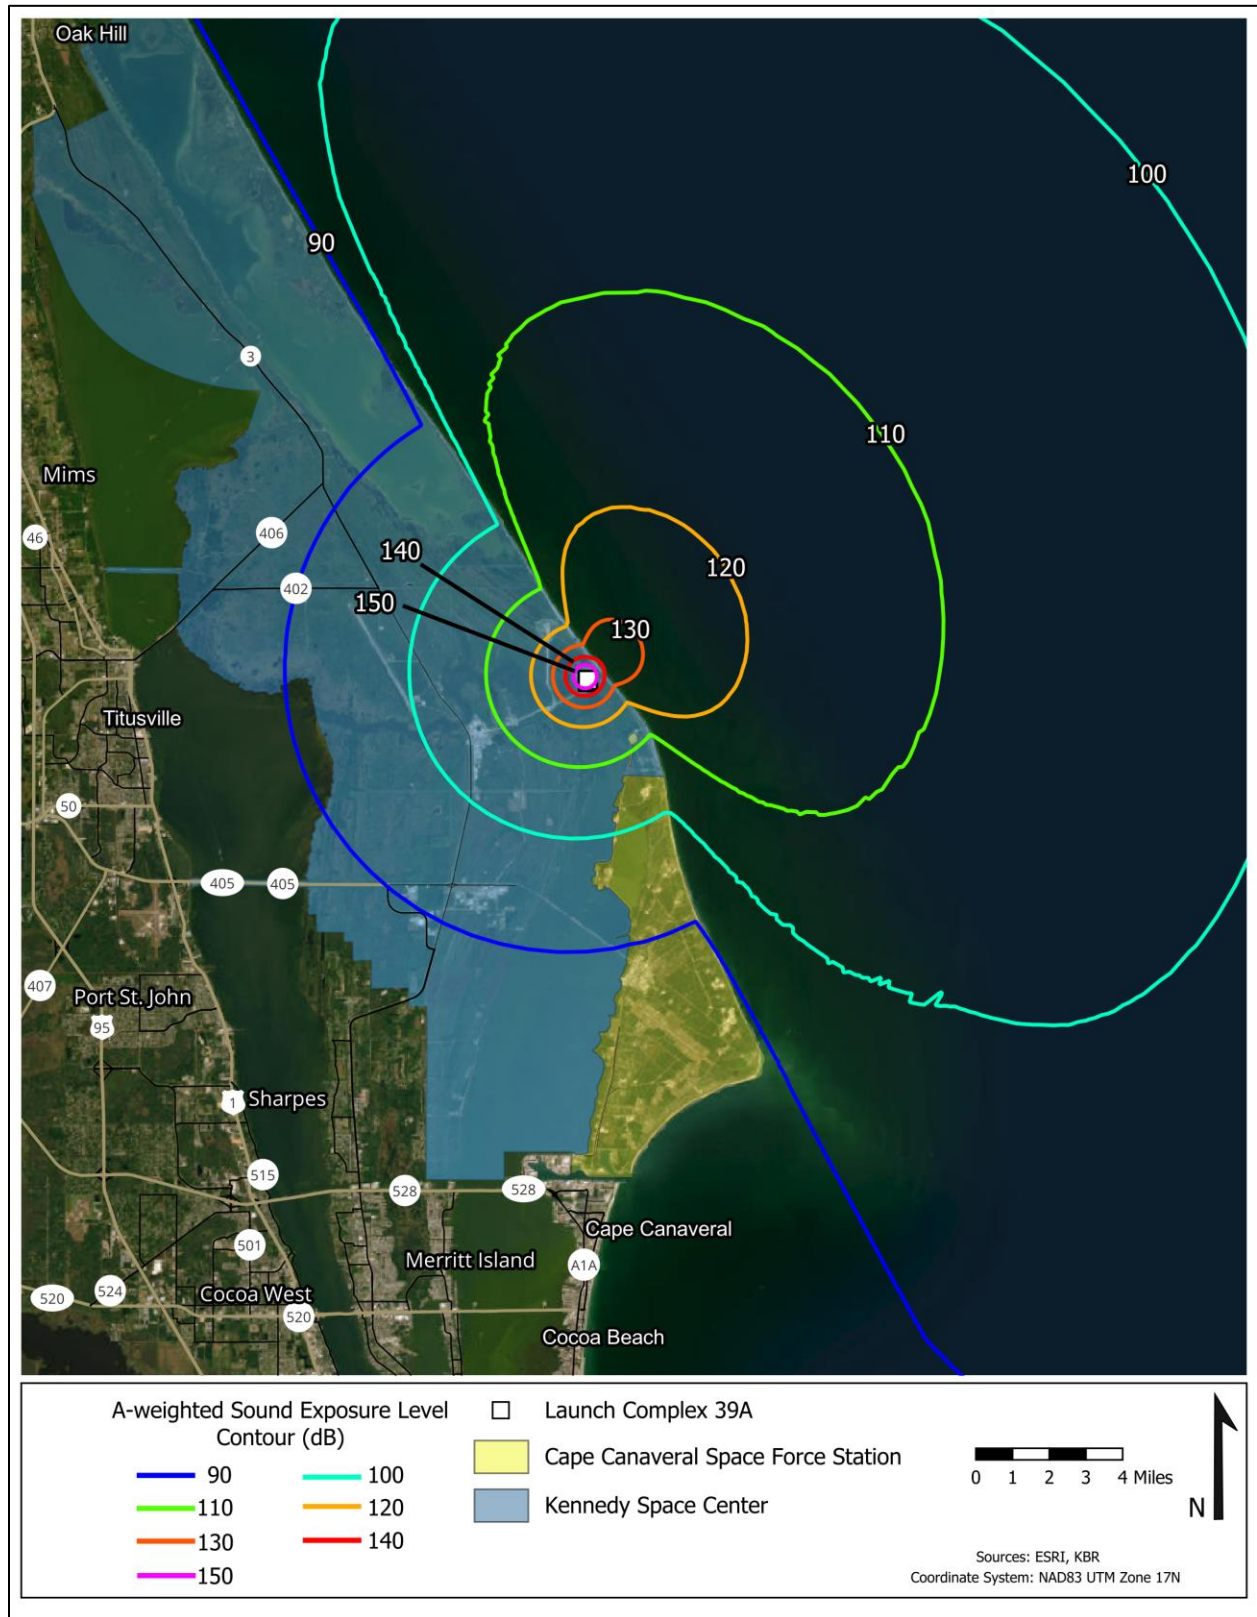 Oak Hill
100
90
3
110
Mims
46
406
140
120
402
150
130
Titusville
50
405
405
407
Port St. John
95
1
Sharpes
515
528
528
Cape Canaveral
501
Merritt Island
A1A
524
Cocoa West
520
520
Cocoa Beach
A-weighted Sound Exposure Level
Contour (dB)
90
100
110
120
130
140
150
Launch Complex 39A
Cape Canaveral Space Force Station
Kennedy Space Center
0 1 2 3 4 Miles
N
Sources: ESRI, KBR
Coordinate System: NAD83 UTM Zone 17N